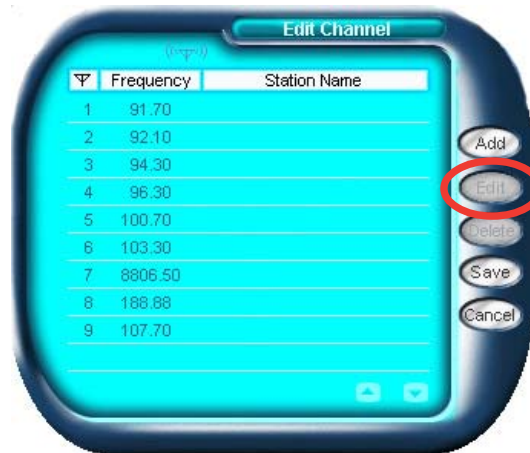 Edit Channel
Frequency Station Name
1 91.70
2 92.10
3 94.30
4 96.30
5 100.70
6 103.30
7 8806.50
8 188.88
9 107.70
Add
Edit
Delete
Save
Cancel